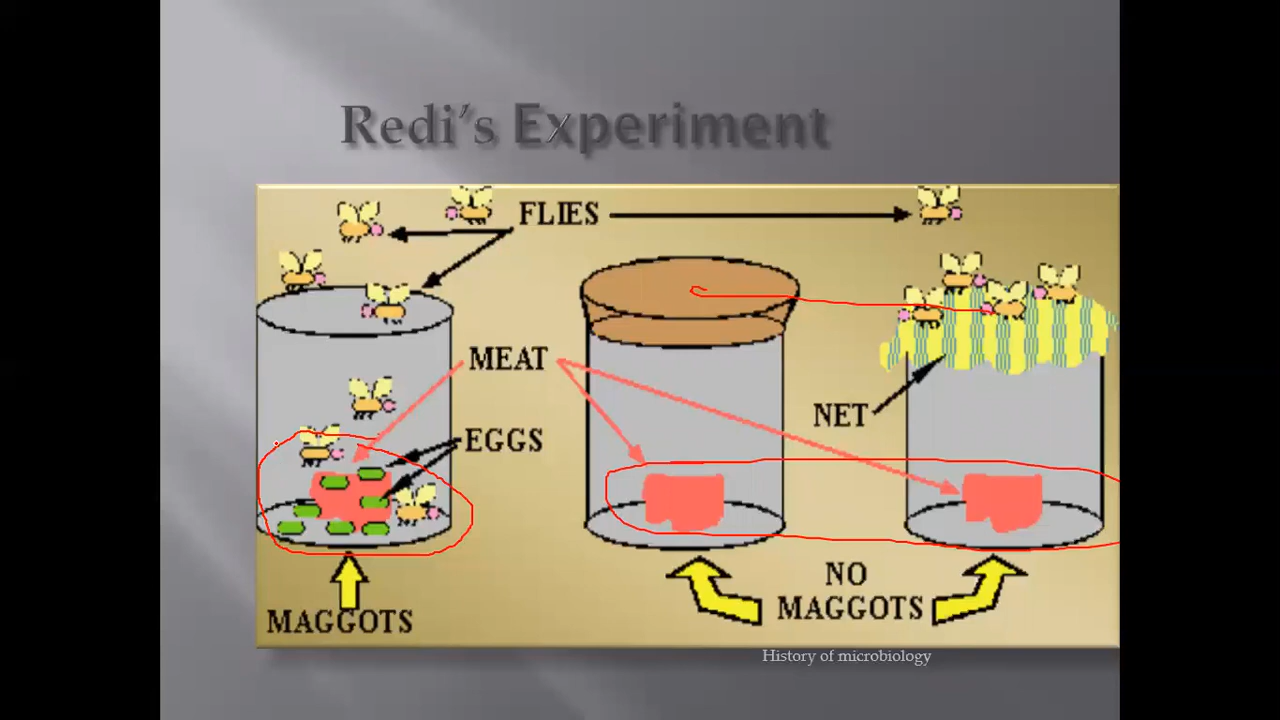 Redi's Experiment
FLIES
MEAT
NET
EGGS
NO
MAGGOTS
MAGGOTS
History of microbiology